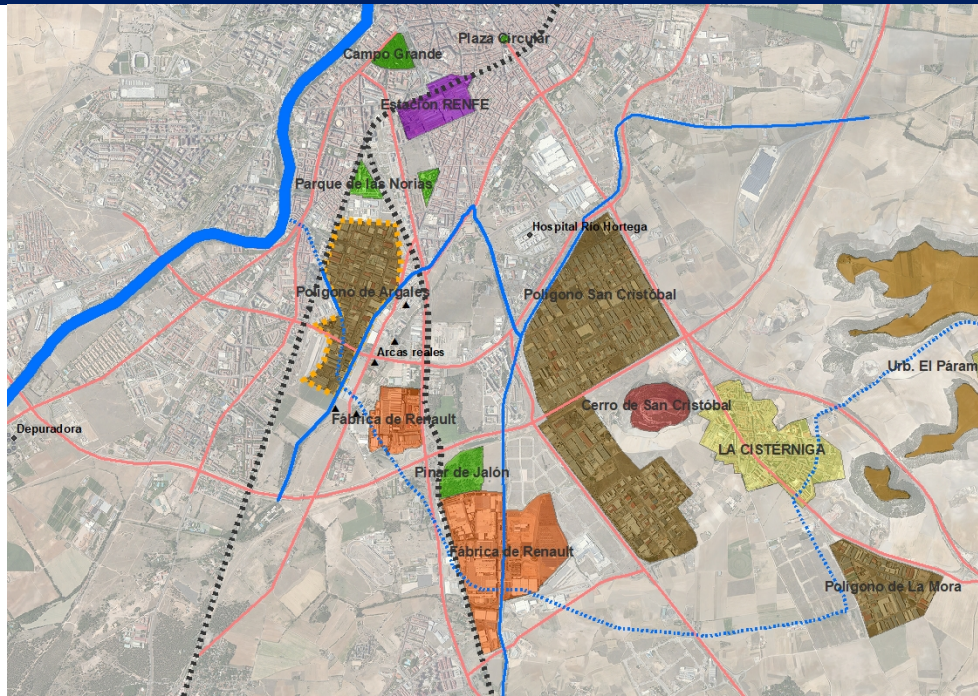 Plaza Circular
Campo Grande
Estación RENFE
Parque de las Norias
Hospital Río Hortega
Polígono de Argales
Polígono San Cristóbal
Arcas reales
Urb. El Páram
Cerro de San Cristóbal
Fábrica de Renault
Depuradora
LA CISTÉRNIGA
Pinar de Jalón
Fábrica de Renault
Polígono de La Mora